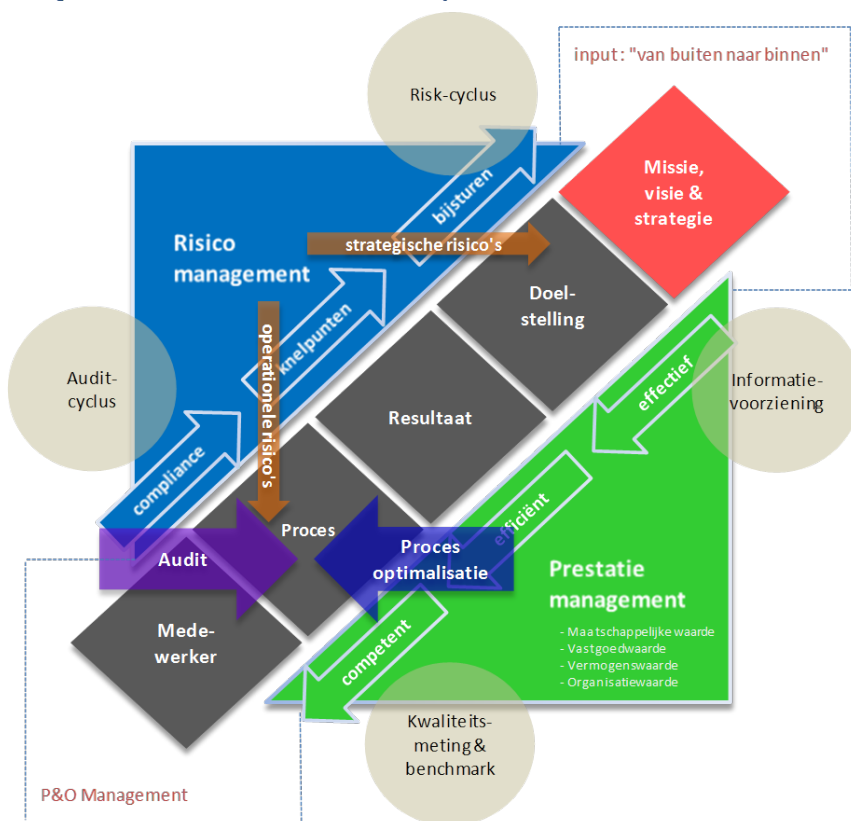 input: "van buiten naar binnen"
Risk-cyclus
Missie,
visie &
strategie
bijsturen
Risico
management
strategische risico's
Doel-
stelling
knelpunten
operationele risico's
Audit-
cyclus
effectief
Informatie-
voorziening
Resultaat
compliance
Proces
efficiënt
Audit
Proces
optimalisatie
Prestatie
management
- Maatschappelijke waarde
- Vastgoedwaarde
- Vermogenswaarde
- Organisatiewaarde
Mede-
werker
competent
Kwaliteits-
meting &
benchmark
P&O Management